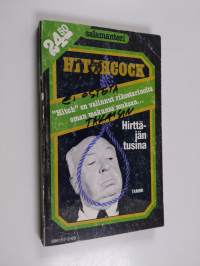 24,50
salamanteri
HITCHCOCK
"Hitch" on valinnut rikostarinoita
oman makunsa mukaan...
Hirttä-
jän
tusina
TAMMI